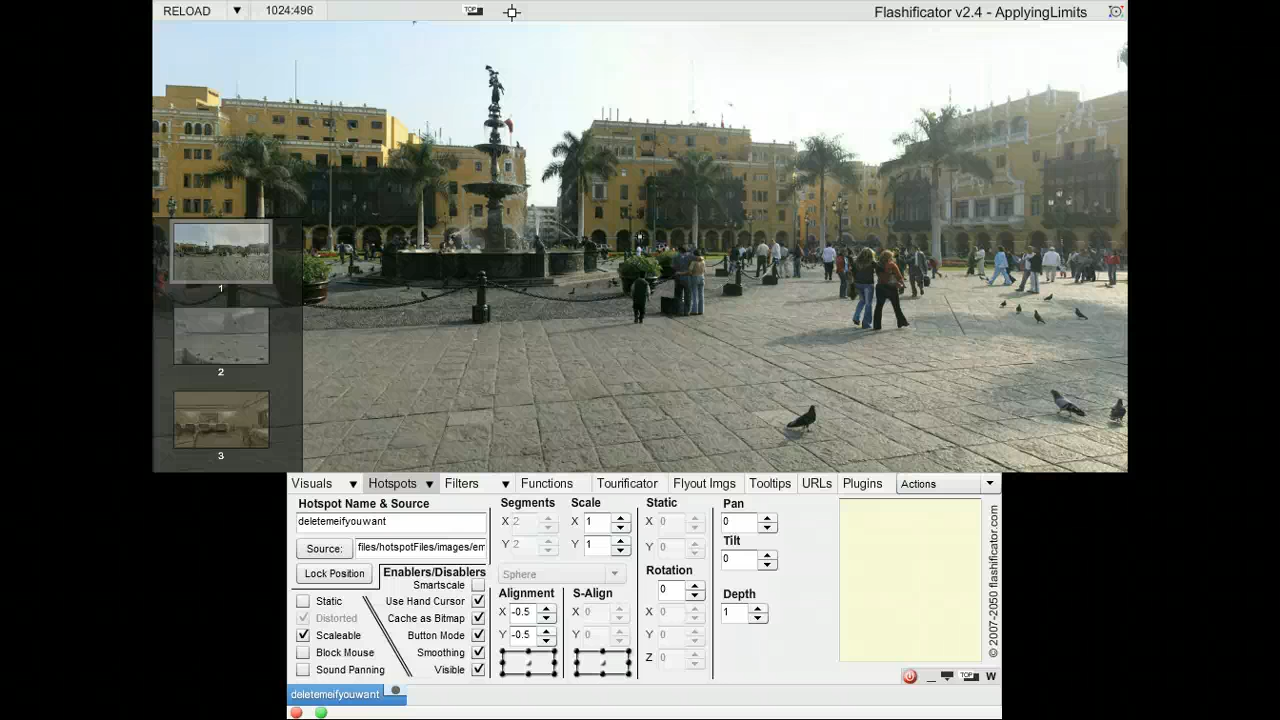 RELOAD
1024:496
TOP
Flashificator v2.4 - ApplyingLimits
1
2
3
Visuals
Hotspots
Filters
Functions
Tourificator
Flyout Imgs
Tooltips
URLs
Plugins
Actions
Hotspot Name & Source
deletemeifyouwant
Source: files/hotspotFiles/images/em
Lock Position
Enablers/Disablers
Smartscale
Static
Use Hand Cursor
Distorted
Cache as Bitmap
Scaleable
Button Mode
Block Mouse
Smoothing
Sound Panning
Visible
Segments
X 2
Y 2
Scale
X 1
Y 1
Sphere
Alignment
X -0.5
Y -0.5
S-Align
X 0
Y 0
Static
X 0
Y 0
Rotation
0
X 0
Y 0
Z 0
Pan
0
Tilt
0
Depth
1
© 2007-2050 flashificator.com
TOP
W
deletemeifyouwant